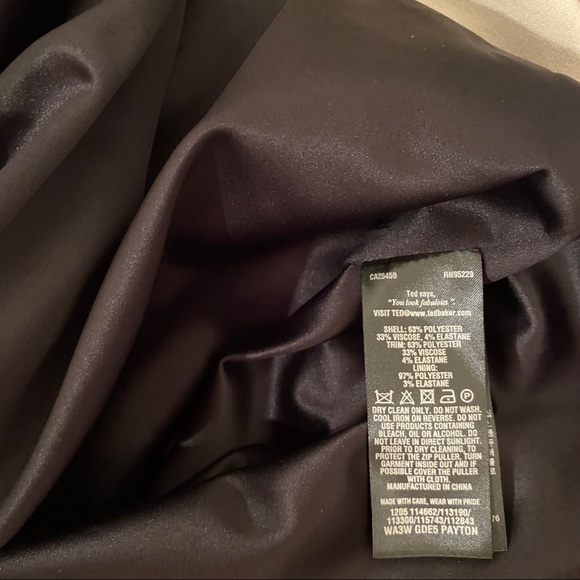 CA25459 RN95229
Ted says,
"You look fabulous".
VISIT TED@www.tedbaker.com
SHELL: 63% POLYESTER
33% VISCOSE, 4% ELASTANE
TRIM: 63% POLYESTER
33% VISCOSE
4% ELASTANE
LINING:
97% POLYESTER
3% ELASTANE
P
DRY CLEAN ONLY. DO NOT WASH.
COOL IRON ON REVERSE. DO NOT
USE PRODUCTS CONTAINING
BLEACH, OIL OR ALCOHOL. DO
NOT LEAVE IN DIRECT SUNLIGHT.
PRIOR TO DRY CLEANING, TO
PROTECT THE ZIP PULLER, TURN
GARMENT INSIDE OUT AND IF
POSSIBLE COVER THE PULLER
WITH CLOTH.
MANUFACTURED IN CHINA
MADE WITH CARE, WEAR WITH PRIDE
1205 114662/113190/
113300/115743/112643
WA3W GDE5 PAYTON
76